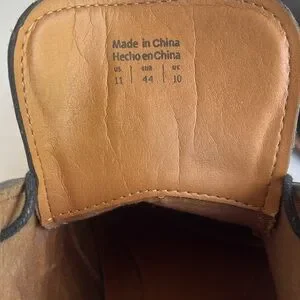 Made in China
Hecho en China
US EUR UK
11 44 10